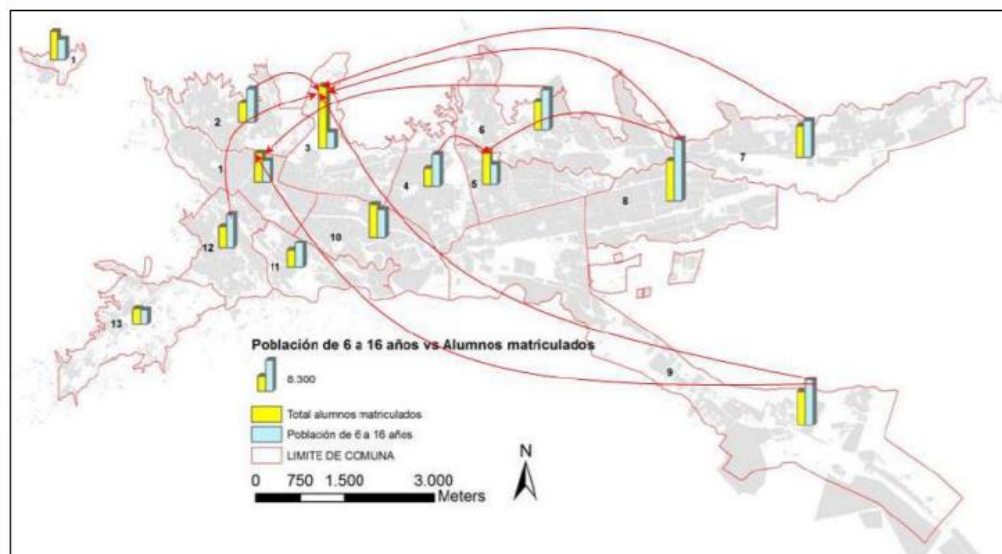 1
2
3
1
4
5
6
7
8
9
10
11
12
13
Población de 6 a 16 años vs Alumnos matriculados
8.300
Total alumnos matriculados
Población de 6 a 16 años
LIMITE DE COMUNA
N
0 750 1.500 3.000
Meters